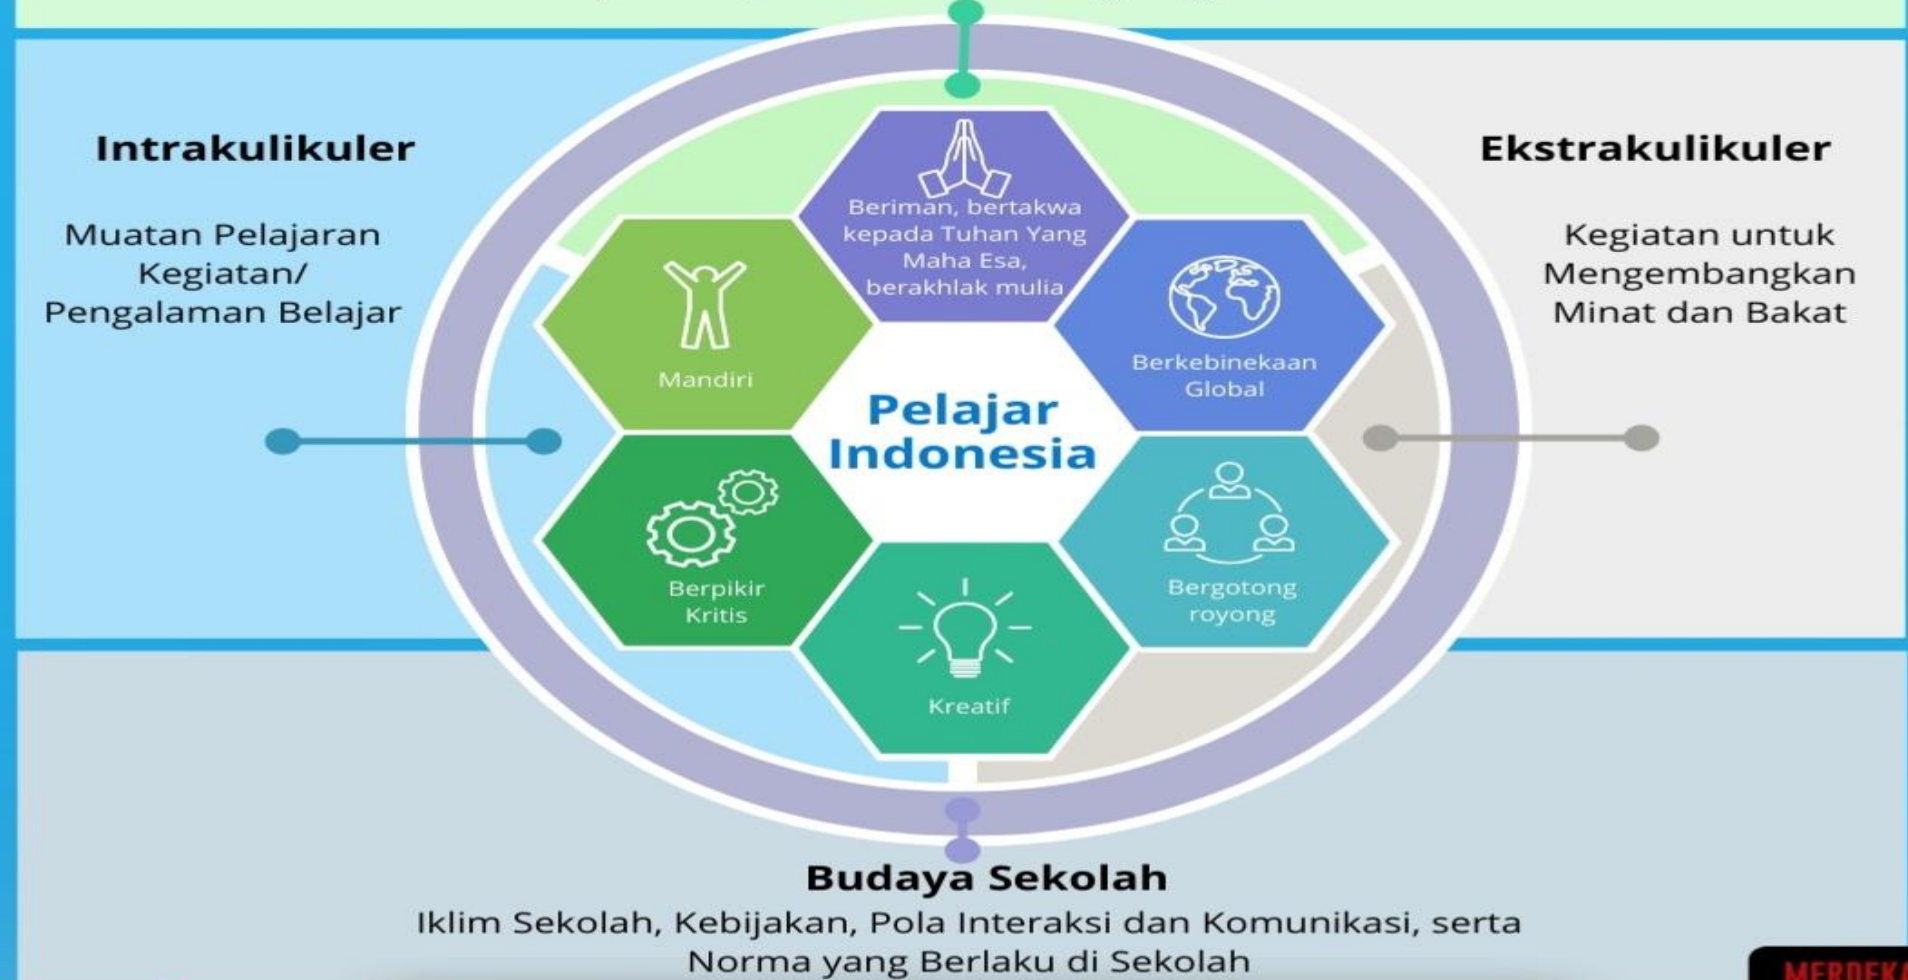 Intrakulikuler
Muatan Pelajaran
Kegiatan/
Pengalaman Belajar
Ekstrakulikuler
Kegiatan untuk
Mengembangkan
Minat dan Bakat
Beriman, bertakwa
kepada Tuhan Yang
Maha Esa,
berakhlak mulia
Mandiri
Berkebinekaan
Global
Pelajar
Indonesia
Berpikir
Kritis
Bergotong
royong
Kreatif
Budaya Sekolah
Iklim Sekolah, Kebijakan, Pola Interaksi dan Komunikasi, serta
Norma yang Berlaku di Sekolah